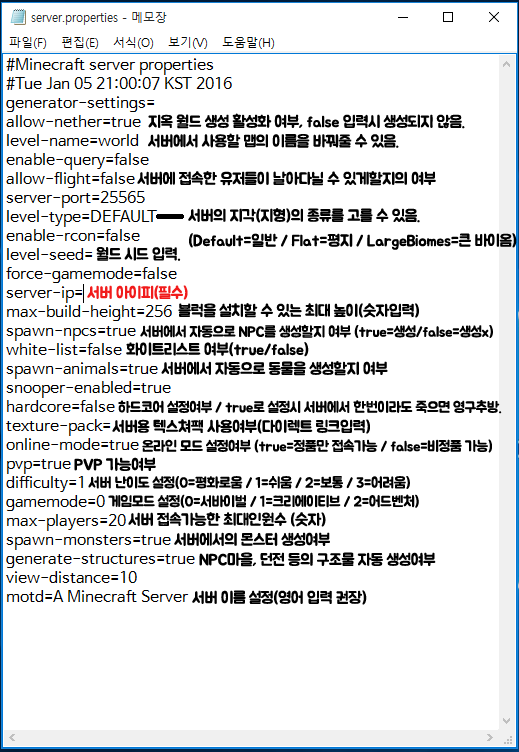 server.properties - 메모장
파일(F) 편집(E) 서식(O) 보기(V) 도움말(H)
#Minecraft server properties
#Tue Jan 05 21:00:07 KST 2016
generator-settings=
allow-nether=true 지옥 월드 생성 활성화 여부, false 입력시 생성되지 않음.
level-name=world 서버에서 사용할 맵의 이름을 바꿔줄 수 있음.
enable-query=false
allow-flight=false 서버에 접속한 유저들이 날아다닐 수 있게할지의 여부
server-port=25565
level-type=DEFAULT 서버의 지각(지형)의 종류를 고를 수 있음.
enable-rcon=false (Default=일반 / Flat=평지 / LargeBiomes=큰 바이옴)
level-seed= 월드 시드 입력.
force-gamemode=false
server-ip= 서버 아이피(필수)
max-build-height=256 블럭을 설치할 수 있는 최대 높이(숫자입력)
spawn-npcs=true 서버에서 자동으로 NPC를 생성할지 여부 (true=생성/false=생성x)
white-list=false 화이트리스트 여부(true/false)
spawn-animals=true 서버에서 자동으로 동물을 생성할지 여부
snooper-enabled=true
hardcore=false 하드코어 설정여부 / true로 설정시 서버에서 한번이라도 죽으면 영구추방.
texture-pack= 서버용 텍스쳐팩 사용여부(다이렉트 링크입력)
online-mode=true 온라인 모드 설정여부 (true=정품만 접속가능 / false=비정품 가능)
pvp=true PVP 가능여부
difficulty=1 서버 난이도 설정(0=평화로움 / 1=쉬움 / 2=보통 / 3=어려움)
gamemode=0 게임모드 설정(0=서바이벌 / 1=크리에이티브 / 2=어드벤처)
max-players=20 서버 접속가능한 최대인원수 (숫자)
spawn-monsters=true 서버에서의 몬스터 생성여부
generate-structures=true NPC마을, 던전 등의 구조물 자동 생성여부
view-distance=10
motd=A Minecraft Server 서버 이름 설정(영어 입력 권장)